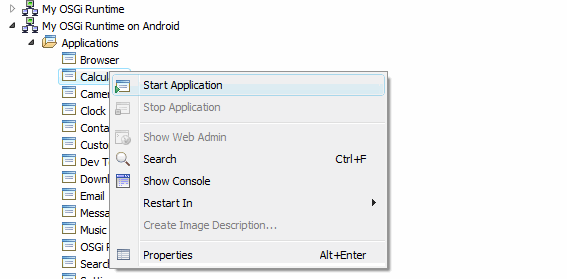 My OSGi Runtime
My OSGi Runtime on Android
Applications
Browser
Calcul
Start Application
Came
Clock
Stop Application
Conta
Custo
Show Web Admin
Dev T
Search Ctrl+F
Downl
Show Console
Email
Restart In
Messa
Music
Create Image Description...
OSGi
Search
Properties Alt+Enter